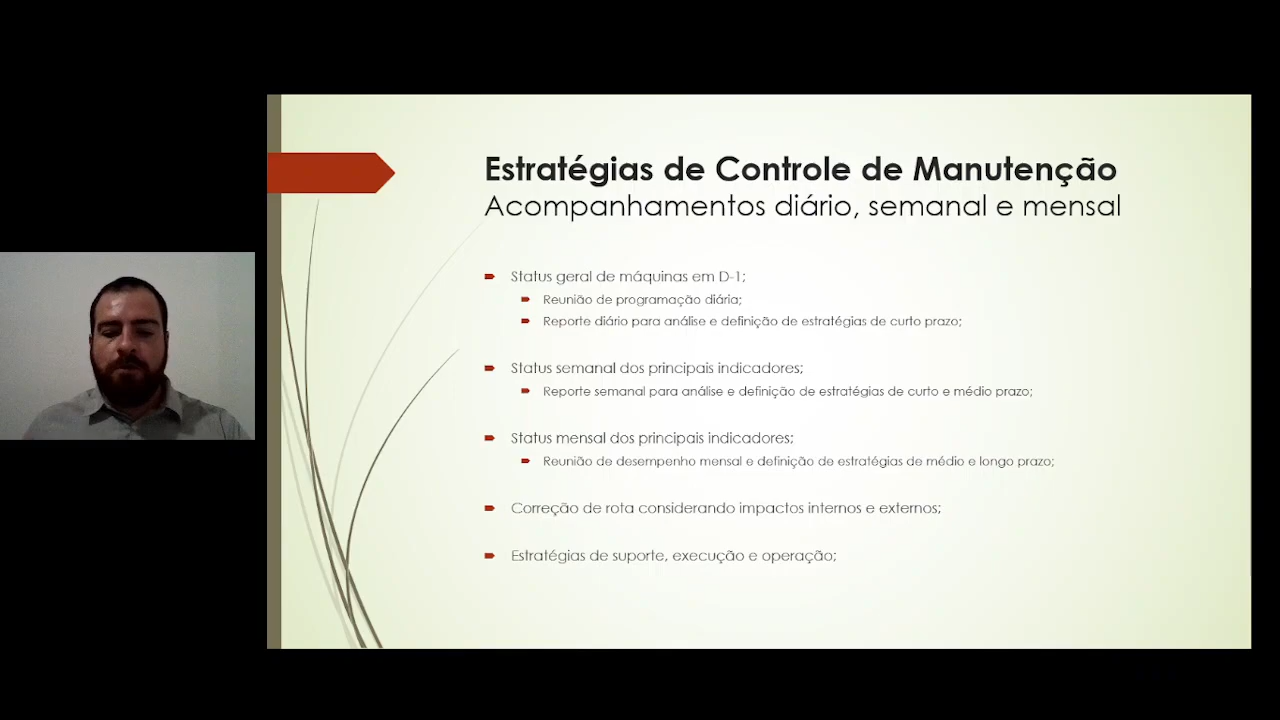 Estratégias de Controle de Manutenção
Acompanhamentos diário, semanal e mensal
Status geral de máquinas em D-1;
Reunião de programação diária;
Reporte diário para análise e definição de estratégias de curto prazo;
Status semanal dos principais indicadores;
Reporte semanal para análise e definição de estratégias de curto e médio prazo;
Status mensal dos principais indicadores;
Reunião de desempenho mensal e definição de estratégias de médio e longo prazo;
Correção de rota considerando impactos internos e externos;
Estratégias de suporte, execução e operação;